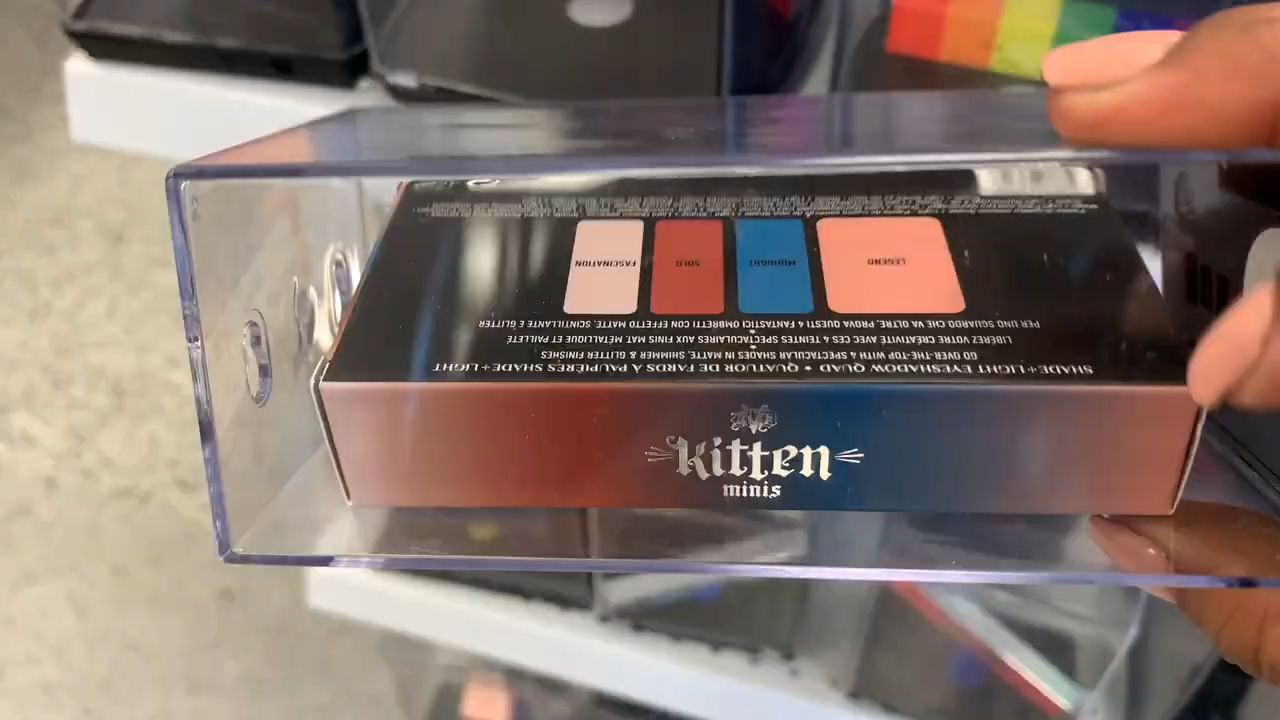 SHADE+LIGHT EYESHADOW QUAD ★ QUATUOR DE FARDS À PAUPIÈRES SHADE+LIGHT
GO OVER-THE-TOP WITH 4 SPECTACULAR SHADES IN MATTE, SHIMMER & GLITTER FINISHES
LIBÉREZ VOTRE CRÉATIVITÉ AVEC CES 4 TEINTES SPECTACULAIRES AUX FINIS MAT, MÉTALLIQUE ET PAILLETÉ
PER UNO SGUARDO CHE VA OLTRE, PROVA QUESTI 4 FANTASTICI OMBRETTI CON EFFETTO MATTE, SCINTILLANTE E GLITTER
LEGEND
MIDNIGHT
SOLO
FASCINATION
KVD
Kitten
minis